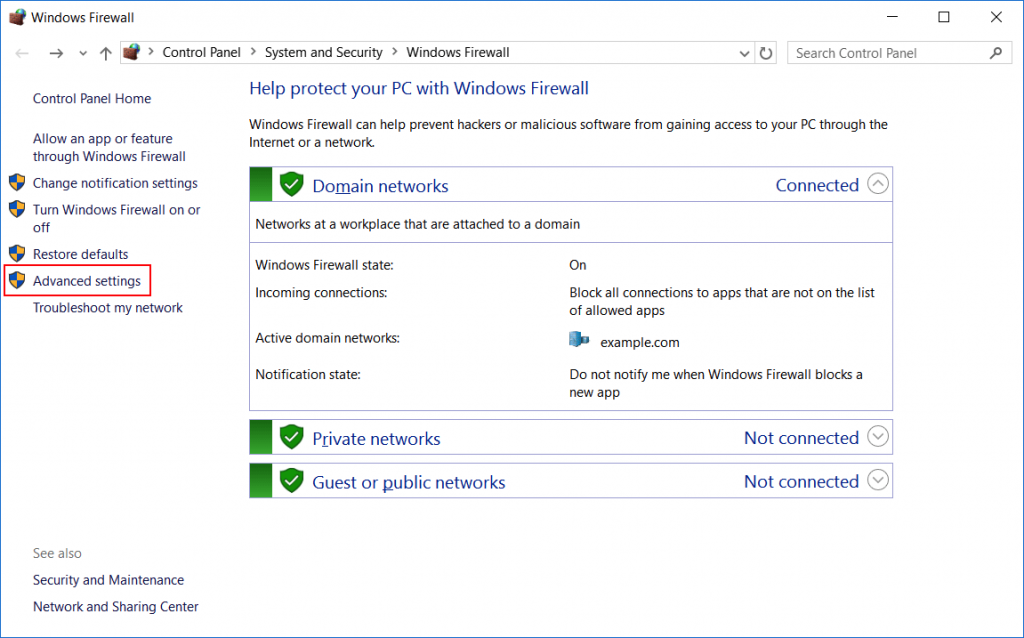 Windows Firewall
Control Panel > System and Security > Windows Firewall
Search Control Panel
Control Panel Home
Allow an app or feature
through Windows Firewall
Change notification settings
Turn Windows Firewall on or
off
Restore defaults
Advanced settings
Troubleshoot my network
Help protect your PC with Windows Firewall
Windows Firewall can help prevent hackers or malicious software from gaining access to your PC through the
Internet or a network.
Domain networks Connected
Networks at a workplace that are attached to a domain
Windows Firewall state: On
Incoming connections: Block all connections to apps that are not on the list
of allowed apps
Active domain networks: example.com
Notification state: Do not notify me when Windows Firewall blocks a
new app
Private networks Not connected
Guest or public networks Not connected
See also
Security and Maintenance
Network and Sharing Center